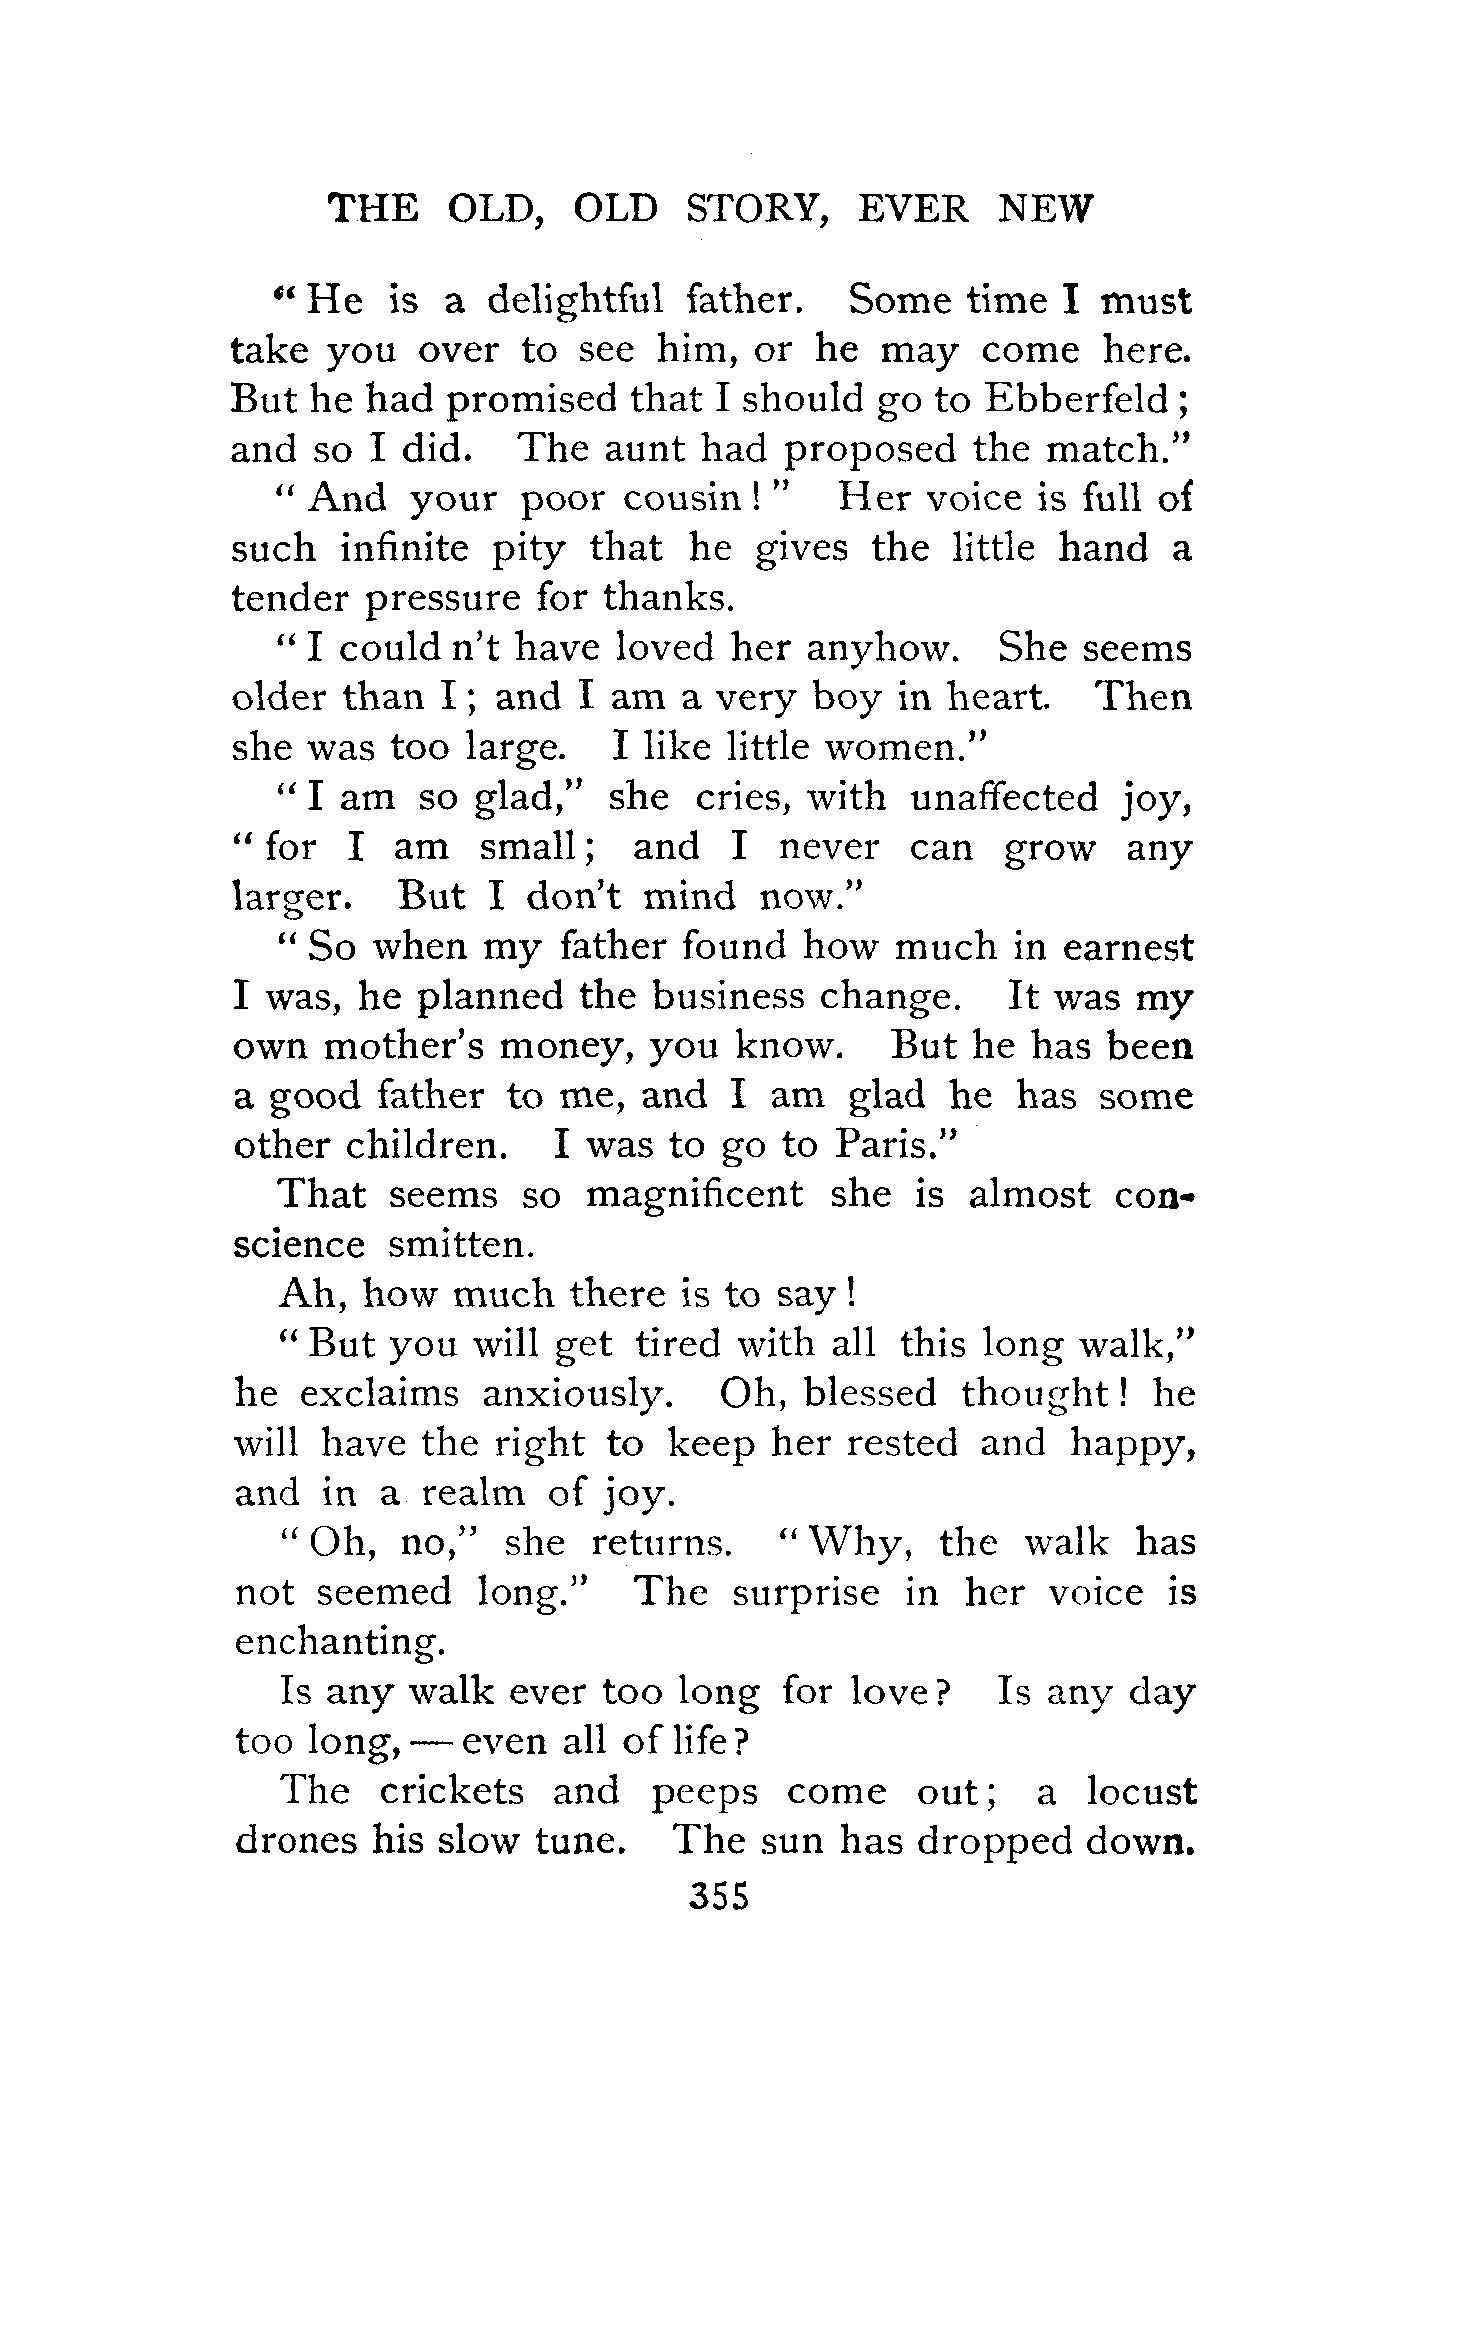 THE OLD, OLD STORY, EVER NEW
“ He is a delightful father. Some time I must
take you over to see him, or he may come here.
But he had promised that I should go to Ebberfeld ;
and so I did. The aunt had proposed the match.”
“ And your poor cousin ! ” Her voice is full of
such infinite pity that he gives the little hand a
tender pressure for thanks.
“ I could n’t have loved her anyhow. She seems
older than I ; and I am a very boy in heart. Then
she was too large. I like little women.”
“ I am so glad,” she cries, with unaffected joy,
“ for I am small ; and I never can grow any
larger. But I don’t mind now.”
“ So when my father found how much in earnest
I was, he planned the business change. It was my
own mother’s money, you know. But he has been
a good father to me, and I am glad he has some
other children. I was to go to Paris.”
That seems so magnificent she is almost con-
science smitten.
Ah, how much there is to say !
“ But you will get tired with all this long walk,”
he exclaims anxiously. Oh, blessed thought ! he
will have the right to keep her rested and happy,
and in a realm of joy.
“ Oh, no,” she returns. “ Why, the walk has
not seemed long.” The surprise in her voice is
enchanting.
Is any walk ever too long for love ? Is any day
too long, — even all of life ?
The crickets and peeps come out ; a locust
drones his slow tune. The sun has dropped down.
355